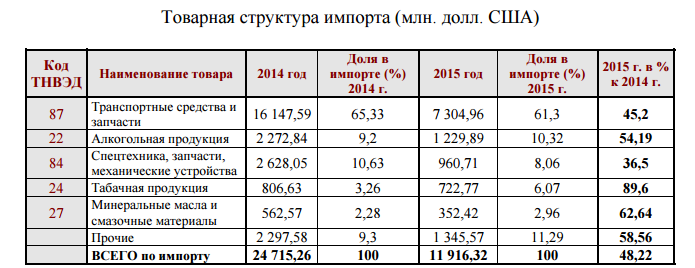 Товарная структура импорта (млн. долл. США)
Код ТНВЭД | Наименование товара | 2014 год | Доля в импорте (%) 2014 г. | 2015 год | Доля в импорте (%) 2015 г. | 2015 г. в % к 2014 г.
87 | Транспортные средства и запчасти | 16 147,59 | 65,33 | 7 304,96 | 61,3 | 45,2
22 | Алкогольная продукция | 2 272,84 | 9,2 | 1 229,89 | 10,32 | 54,19
84 | Спецтехника, запчасти, механические устройства | 2 628,05 | 10,63 | 960,71 | 8,06 | 36,5
24 | Табачная продукция | 806,63 | 3,26 | 722,77 | 6,07 | 89,6
27 | Минеральные масла и смазочные материалы | 562,57 | 2,28 | 352,42 | 2,96 | 62,64
Прочие | 2 297,58 | 9,3 | 1 345,57 | 11,29 | 58,56
ВСЕГО по импорту | 24 715,26 | 100 | 11 916,32 | 100 | 48,22